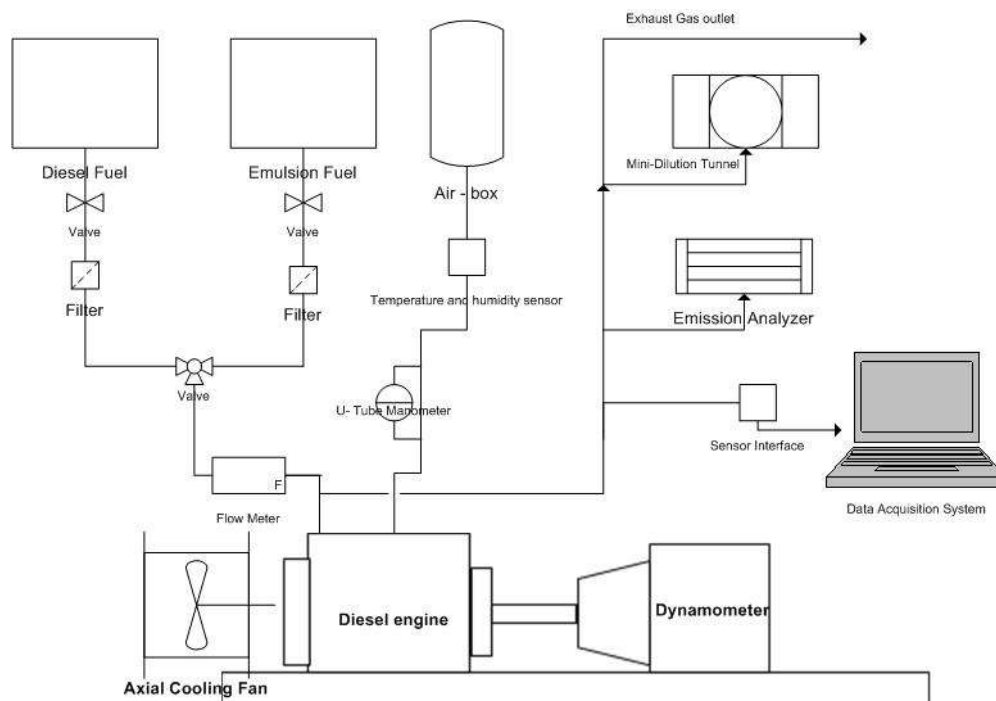 Exhaust Gas outlet
Diesel Fuel
Emulsion Fuel
Air - box
Mini-Dilution Tunnel
Valve
Valve
Filter
Filter
Temperature and humidity sensor
Emission Analyzer
Valve
U- Tube Manometer
Sensor Interface
F
Flow Meter
Data Acquisition System
Diesel engine
Dynamometer
Axial Cooling Fan